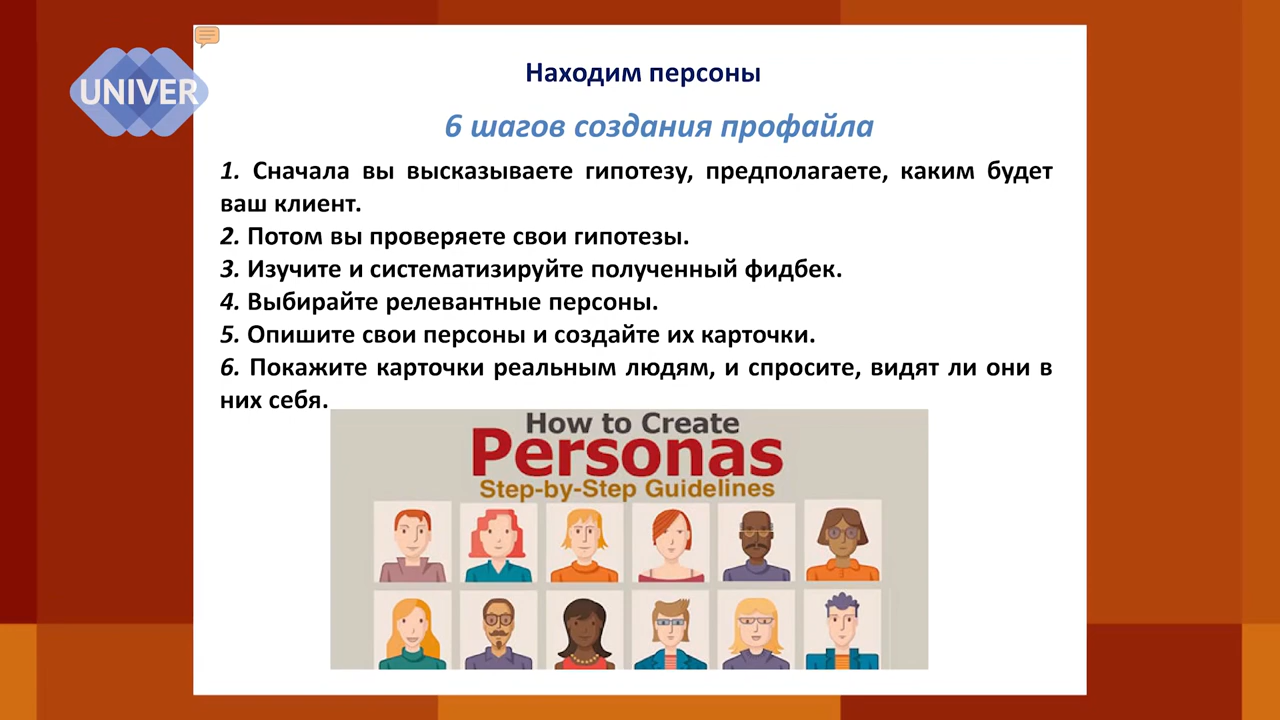 UNIVER
Находим персоны
6 шагов создания профайла
1. Сначала вы высказываете гипотезу, предполагаете, каким будет
ваш клиент.
2. Потом вы проверяете свои гипотезы.
3. Изучите и систематизируйте полученный фидбек.
4. Выбирайте релевантные персоны.
5. Опишите свои персоны и создайте их карточки.
6. Покажите карточки реальным людям, и спросите, видят ли они в
них себя.
How to Create
Personas
Step-by-Step Guidelines